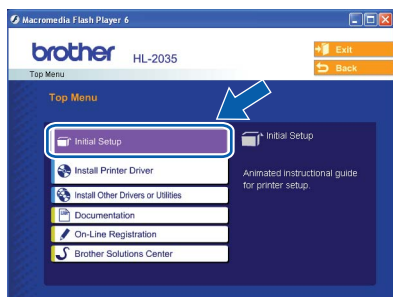 Macromedia Flash Player 6
brother HL-2035
Exit
Back
Top Menu
Top Menu
Initial Setup
Install Printer Driver
Install Other Drivers or Utilities
Documentation
On-Line Registration
Brother Solutions Center
Initial Setup
Animated instructional guide
for printer setup.